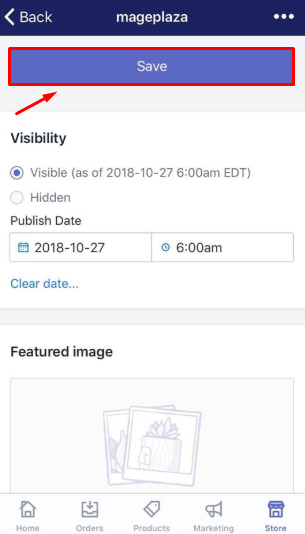 Back
mageplaza
Save
Visibility
Visible (as of 2018-10-27 6:00am EDT)
Hidden
Publish Date
2018-10-27
6:00am
Clear date...
Featured image
Home
Orders
Products
Marketing
Store